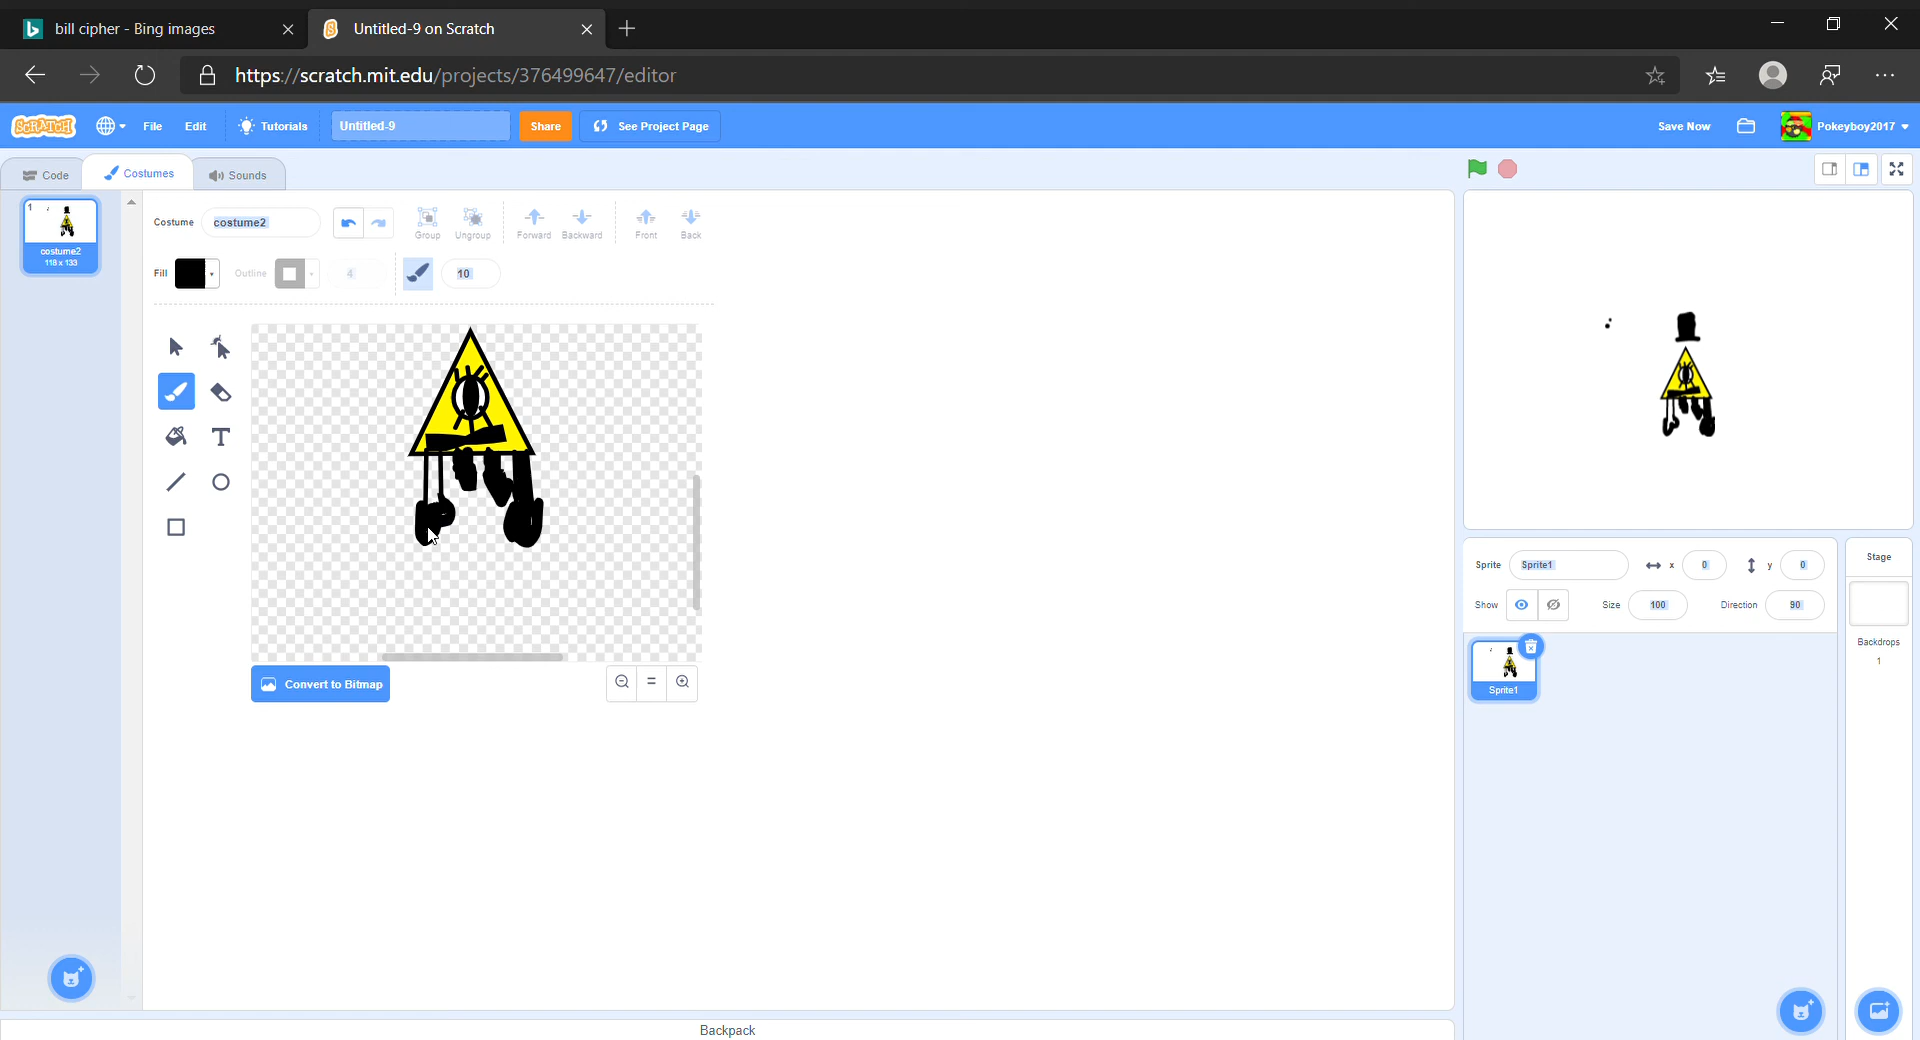 bill cipher - Bing images
Untitled-9 on Scratch
https://scratch.mit.edu/projects/376499647/editor
SCRATCH File Edit Tutorials Untitled-9 Share See Project Page Save Now Pokeyboy2017
Code Costumes Sounds
1
costume2
118 x 133
Costume costume2 Group Ungroup Forward Backward Front Back
Fill Outline 4 10
T
Convert to Bitmap
=
Sprite Sprite1 x 0 y 0
Show Size 100 Direction 90
Sprite1
Stage
Backdrops
1
Backpack